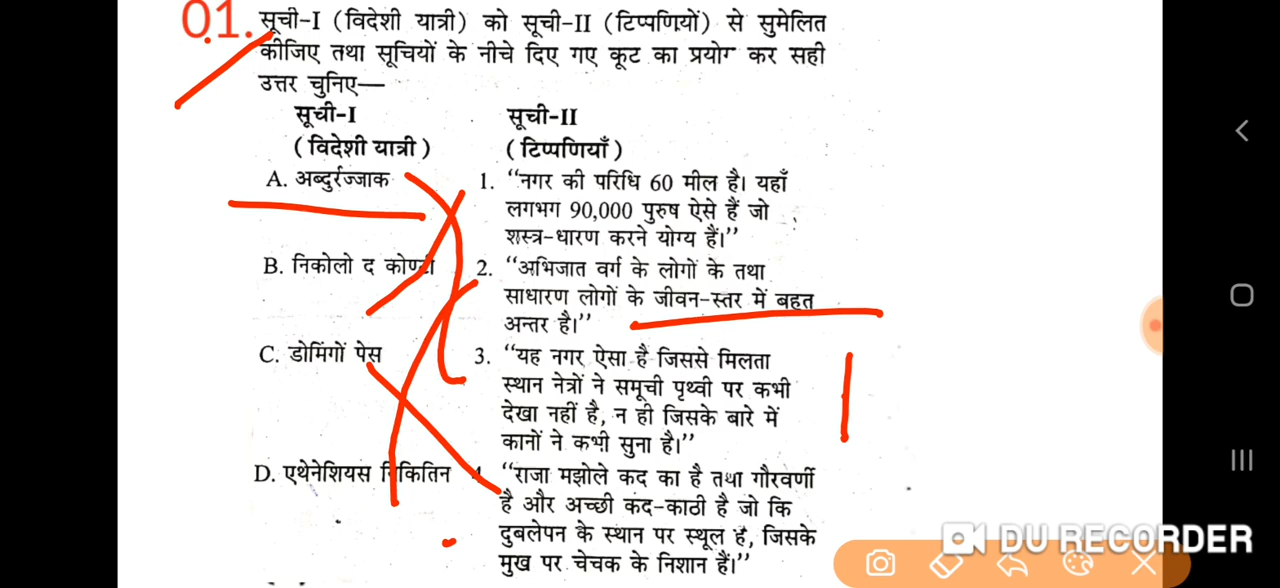 01. सूची-I (विदेशी यात्री) को सूची-II (टिप्पणियों) से सुमेलित
कीजिए तथा सूचियों के नीचे दिए गए कूट का प्रयोग कर सही
उत्तर चुनिए—
सूची-I सूची-II
(विदेशी यात्री) (टिप्पणियाँ)
A. अब्दुर्रज्जाक 1. “नगर की परिधि 60 मील है। यहाँ
लगभग 90,000 पुरुष ऐसे हैं जो
शस्त्र-धारण करने योग्य हैं।”
B. निकोलो द कोण्टी 2. “अभिजात वर्ग के लोगों के तथा
साधारण लोगों के जीवन-स्तर में बहुत
अन्तर है।”
C. डोमिंगों पेस 3. “यह नगर ऐसा है जिससे मिलता
स्थान नेत्रों ने समूची पृथ्वी पर कभी
देखा नहीं है, न ही जिसके बारे में
कानों ने कभी सुना है।”
D. एथेनेशियस निकितिन 4. “राजा मझोले कद का है तथा गौरवर्णी
है और अच्छी कद-काठी है जो कि
दुबलेपन के स्थान पर स्थूल है, जिसके
मुख पर चेचक के निशान हैं।”
DU RECORDER